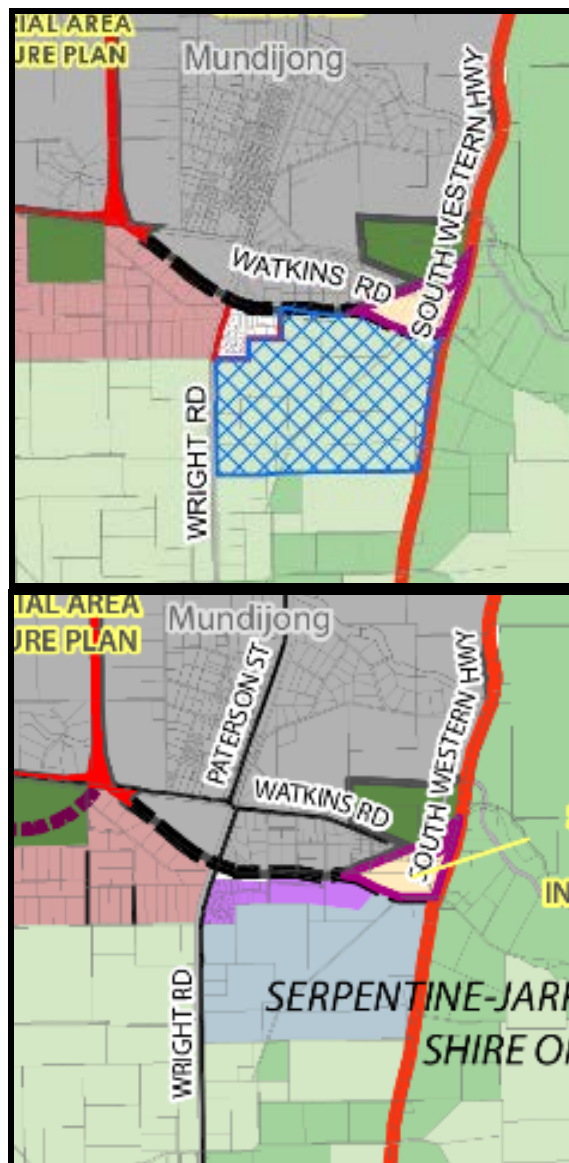 RIAL AREA
URE PLAN
Mundijong
SOUTH WESTERN HWY
WATKINS RD
WRIGHT RD
IAL AREA
URE PLAN
Mundijong
PATERSON ST
SOUTH WESTERN HWY
WATKINS RD
IN
SERPENTINE-JARR
SHIRE O
WRIGHT RD